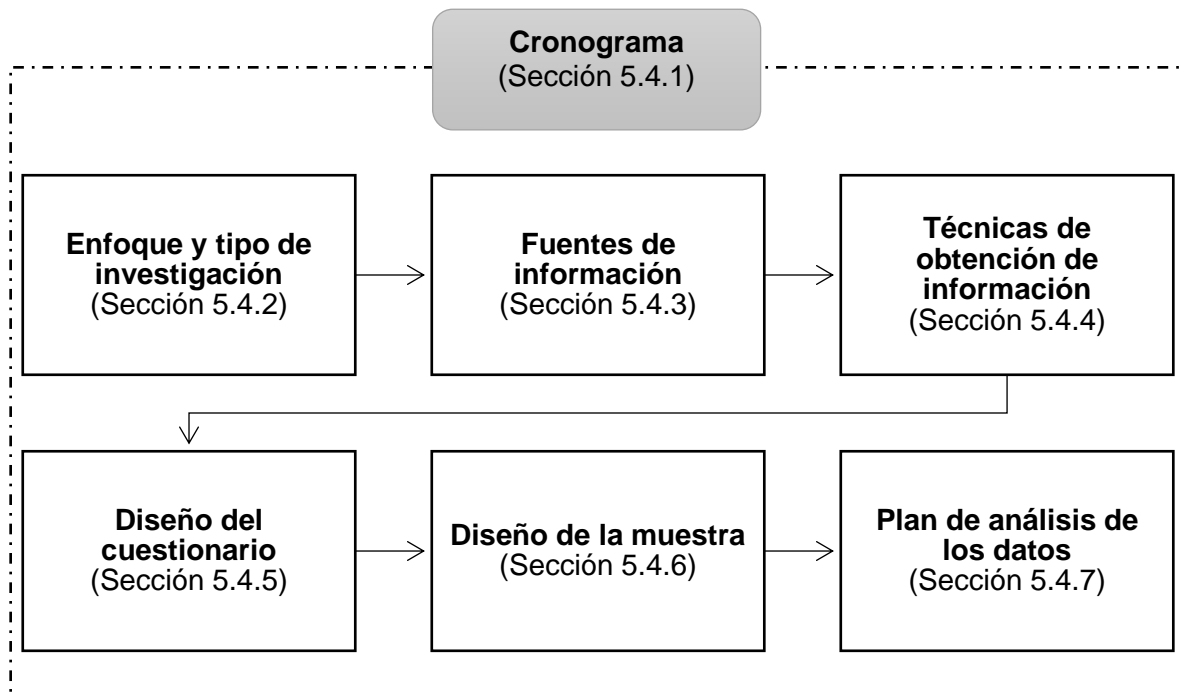 Cronograma
(Sección 5.4.1)
Enfoque y tipo de
investigación
(Sección 5.4.2)
Fuentes de
información
(Sección 5.4.3)
Técnicas de
obtención de
información
(Sección 5.4.4)
Diseño del
cuestionario
(Sección 5.4.5)
Diseño de la muestra
(Sección 5.4.6)
Plan de análisis de
los datos
(Sección 5.4.7)